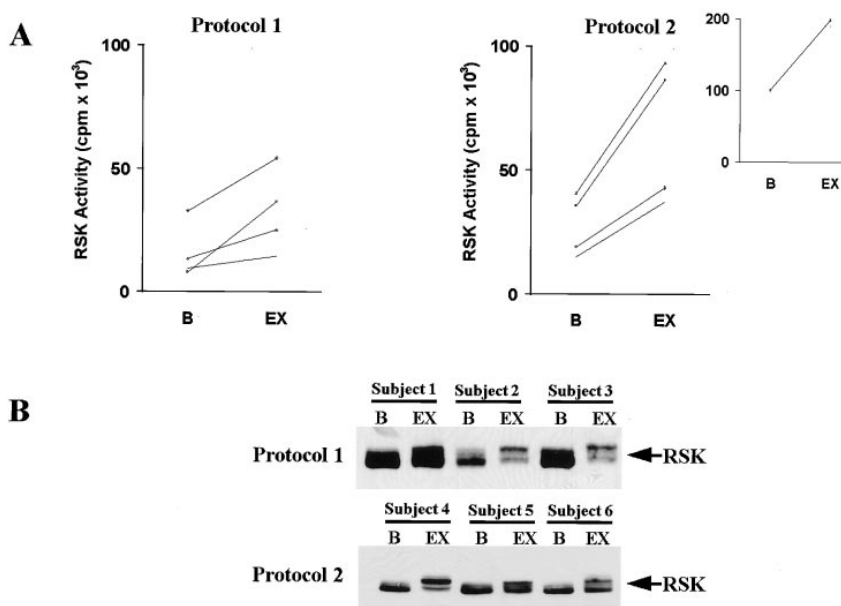 A
Protocol 1
Protocol 2
RSK Activity (cpm x 10³)
100
50
0
B EX
RSK Activity (cpm x 10³)
100
50
0
B EX
200
100
0
B EX
B
Subject 1 Subject 2 Subject 3
B EX B EX B EX
Protocol 1
RSK
Subject 4 Subject 5 Subject 6
B EX B EX B EX
Protocol 2
RSK